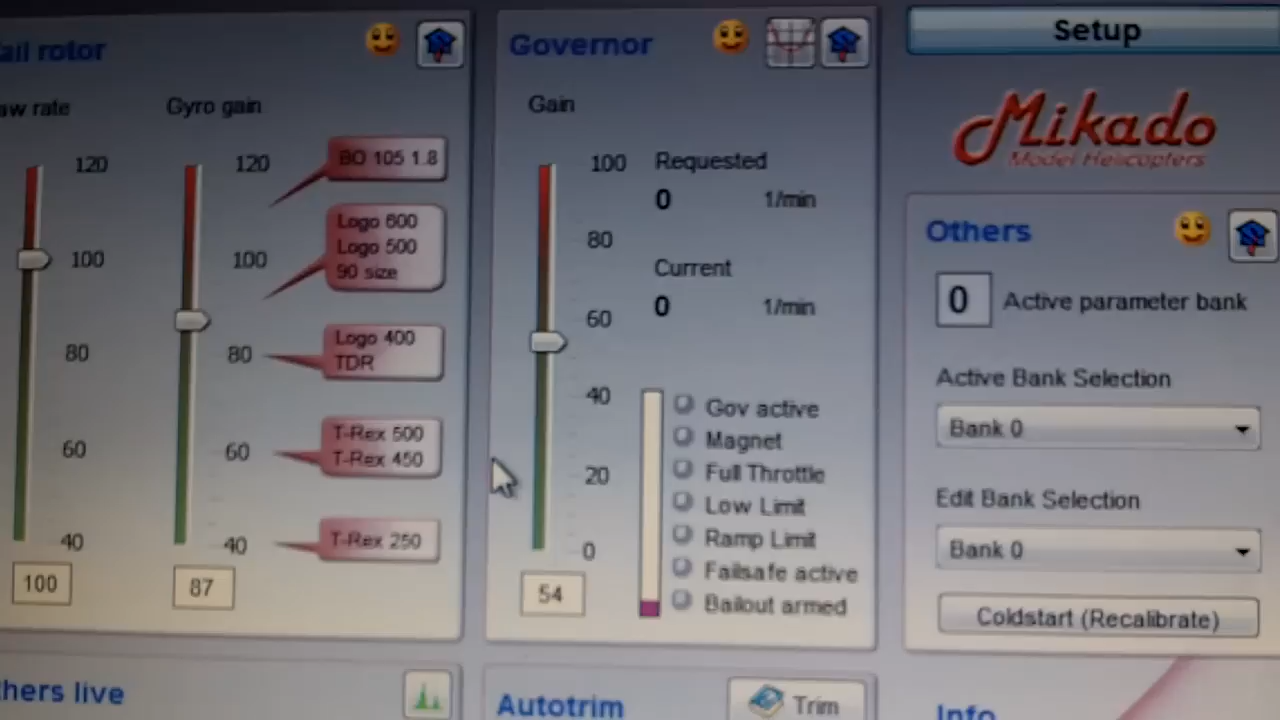 ail rotor
aw rate
Gyro gain
120
100
80
60
40
100
120
100
80
60
40
87
BO 105 1.8
Logo 600
Logo 500
90 size
Logo 400
TDR
T-Rex 500
T-Rex 450
T-Rex 250
hers live
Governor
Gain
100
80
60
40
20
0
54
Requested
0 1/min
Current
0 1/min
Gov active
Magnet
Full Throttle
Low Limit
Ramp Limit
Failsafe active
Bailout armed
Autotrim
Trim
Setup
Mikado
Model Helicopters
Others
0 Active parameter bank
Active Bank Selection
Bank 0
Edit Bank Selection
Bank 0
Coldstart (Recalibrate)
Info